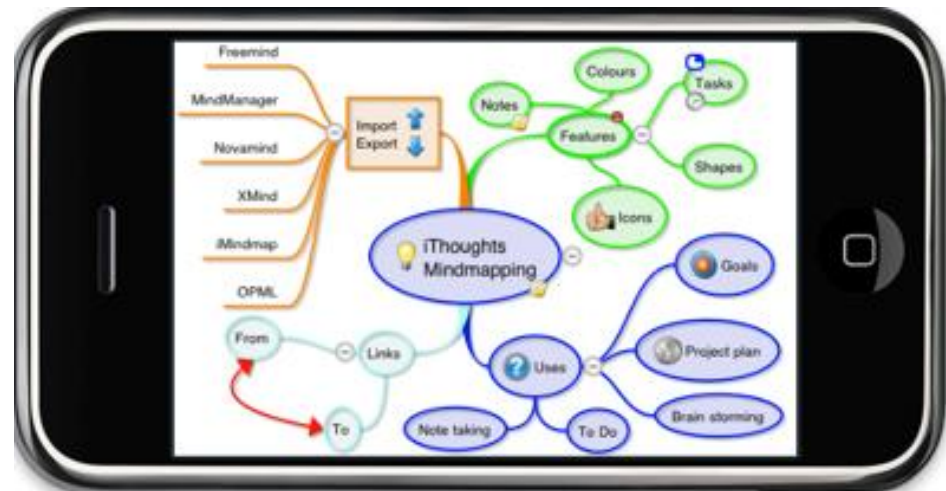 Freemind
MindManager
Novamind
XMind
iMindmap
OPML
Import
Export
Notes
Colours
Tasks
Features
Shapes
Icons
iThoughts
Mindmapping
Goals
Uses
Project plan
Brain storming
Note taking
To Do
From
Links
To